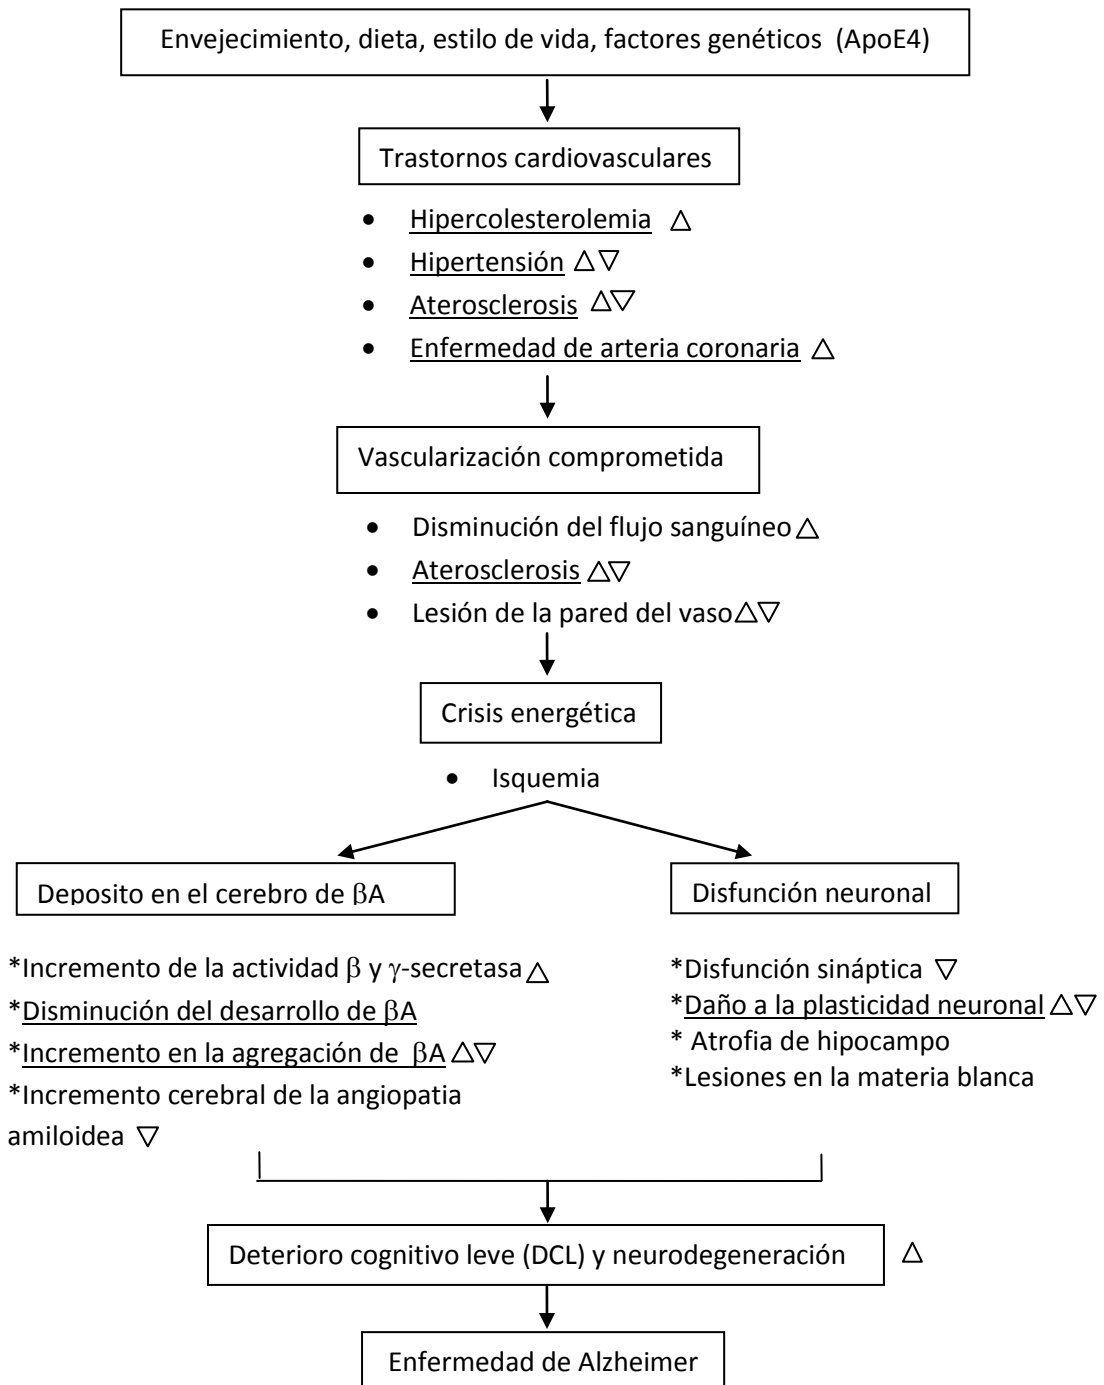 Envejecimiento, dieta, estilo de vida, factores genéticos (ApoE4)
Trastornos cardiovasculares
• Hipercolesterolemia △
• Hipertensión △▽
• Aterosclerosis △▽
• Enfermedad de arteria coronaria △
Vascularización comprometida
• Disminución del flujo sanguíneo △
• Aterosclerosis △▽
• Lesión de la pared del vaso △▽
Crisis energética
• Isquemia
Deposito en el cerebro de βA
*Incremento de la actividad β y γ-secretasa △
*Disminución del desarrollo de βA
*Incremento en la agregación de βA △▽
*Incremento cerebral de la angiopatia
amiloidea ▽
Disfunción neuronal
*Disfunción sináptica ▽
*Daño a la plasticidad neuronal △▽
* Atrofia de hipocampo
*Lesiones en la materia blanca
Deterioro cognitivo leve (DCL) y neurodegeneración △
Enfermedad de Alzheimer